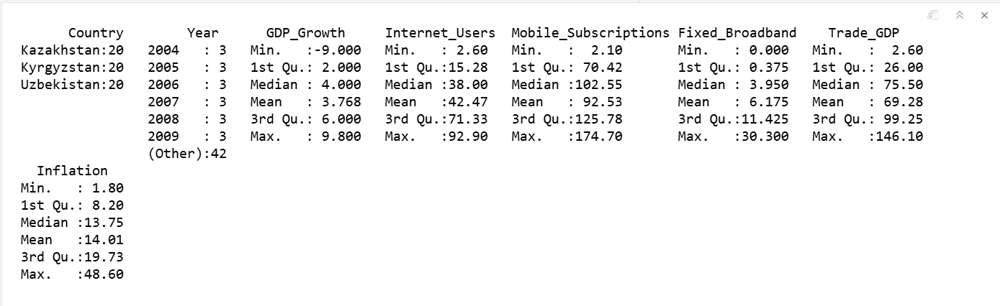 Country        Year      GDP_Growth     Internet_Users  Mobile_Subscriptions Fixed_Broadband    Trade_GDP
 Kazakhstan:20   2004   : 3   Min.   :-9.000   Min.   : 2.60   Min.   :  2.10       Min.   : 0.000   Min.   :  2.60
 Kyrgyzstan:20   2005   : 3   1st Qu.: 2.000   1st Qu.:15.28   1st Qu.: 70.42       1st Qu.: 0.375   1st Qu.: 26.00
 Uzbekistan:20   2006   : 3   Median : 4.000   Median :38.00   Median :102.55       Median : 3.950   Median : 75.50
                 2007   : 3   Mean   : 3.768   Mean   :42.47   Mean   : 92.53       Mean   : 6.175   Mean   : 69.28
                 2008   : 3   3rd Qu.: 6.000   3rd Qu.:71.33   3rd Qu.:125.78       3rd Qu.:11.425   3rd Qu.: 99.25
                 2009   : 3   Max.   : 9.800   Max.   :92.90   Max.   :174.70       Max.   :30.300   Max.   :146.10
                 (Other):42
   Inflation
 Min.   : 1.80
 1st Qu.: 8.20
 Median :13.75
 Mean   :14.01
 3rd Qu.:19.73
 Max.   :48.60